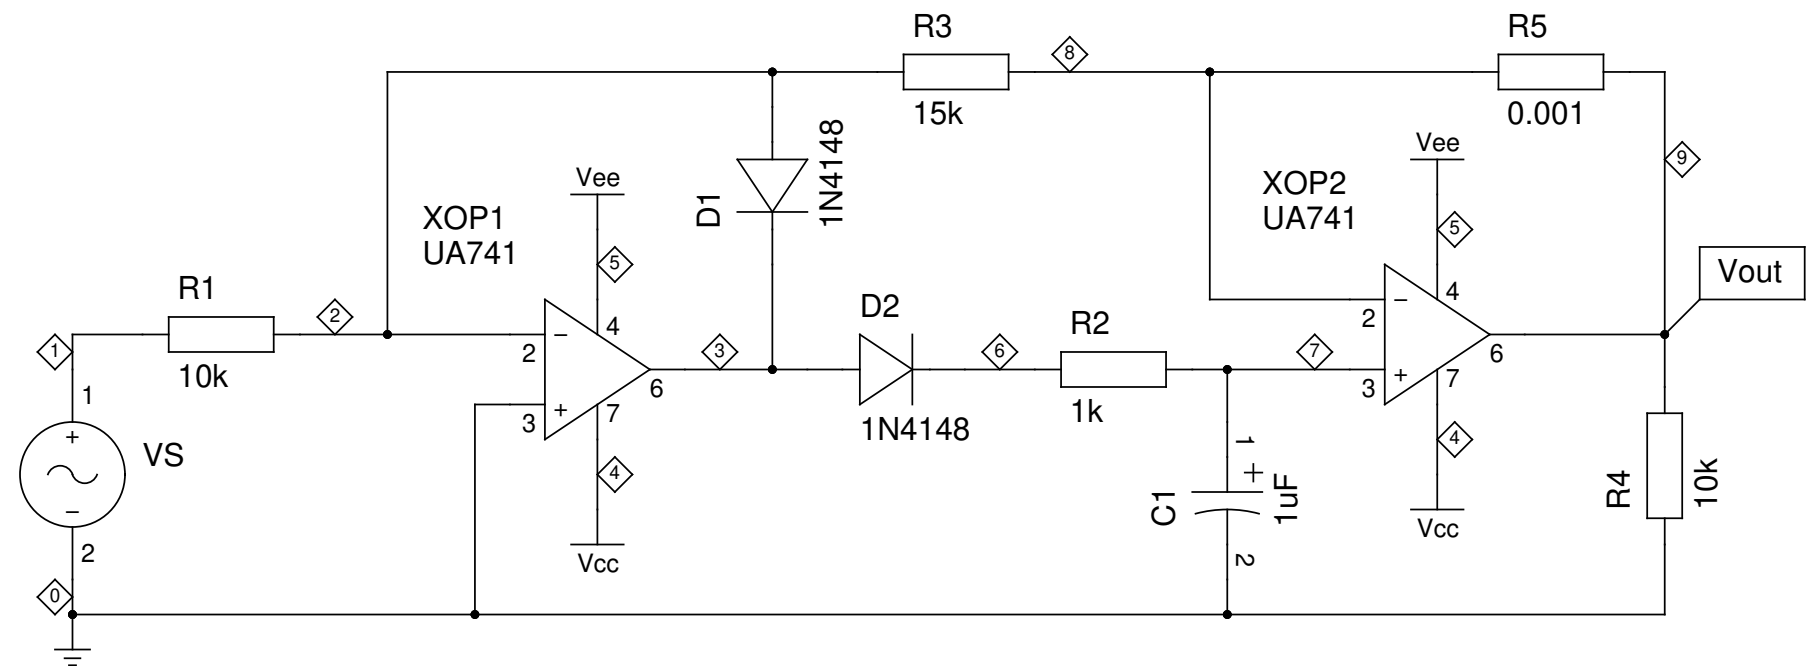 R3
8
R5
15k
0.001
Vee
9
1N4148
Vee
XOP2
UA741
D1
XOP1
UA741
5
5
Vout
R1
2
4
−
4
2
D2
R2
1
−
2
3
6
7
6
10k
6
1k
+
3
7
1
+
3
7
1N4148
4
+
VS
4
1
+
C1
1uF
R4
10k
−
2
Vcc
Vcc
2
0